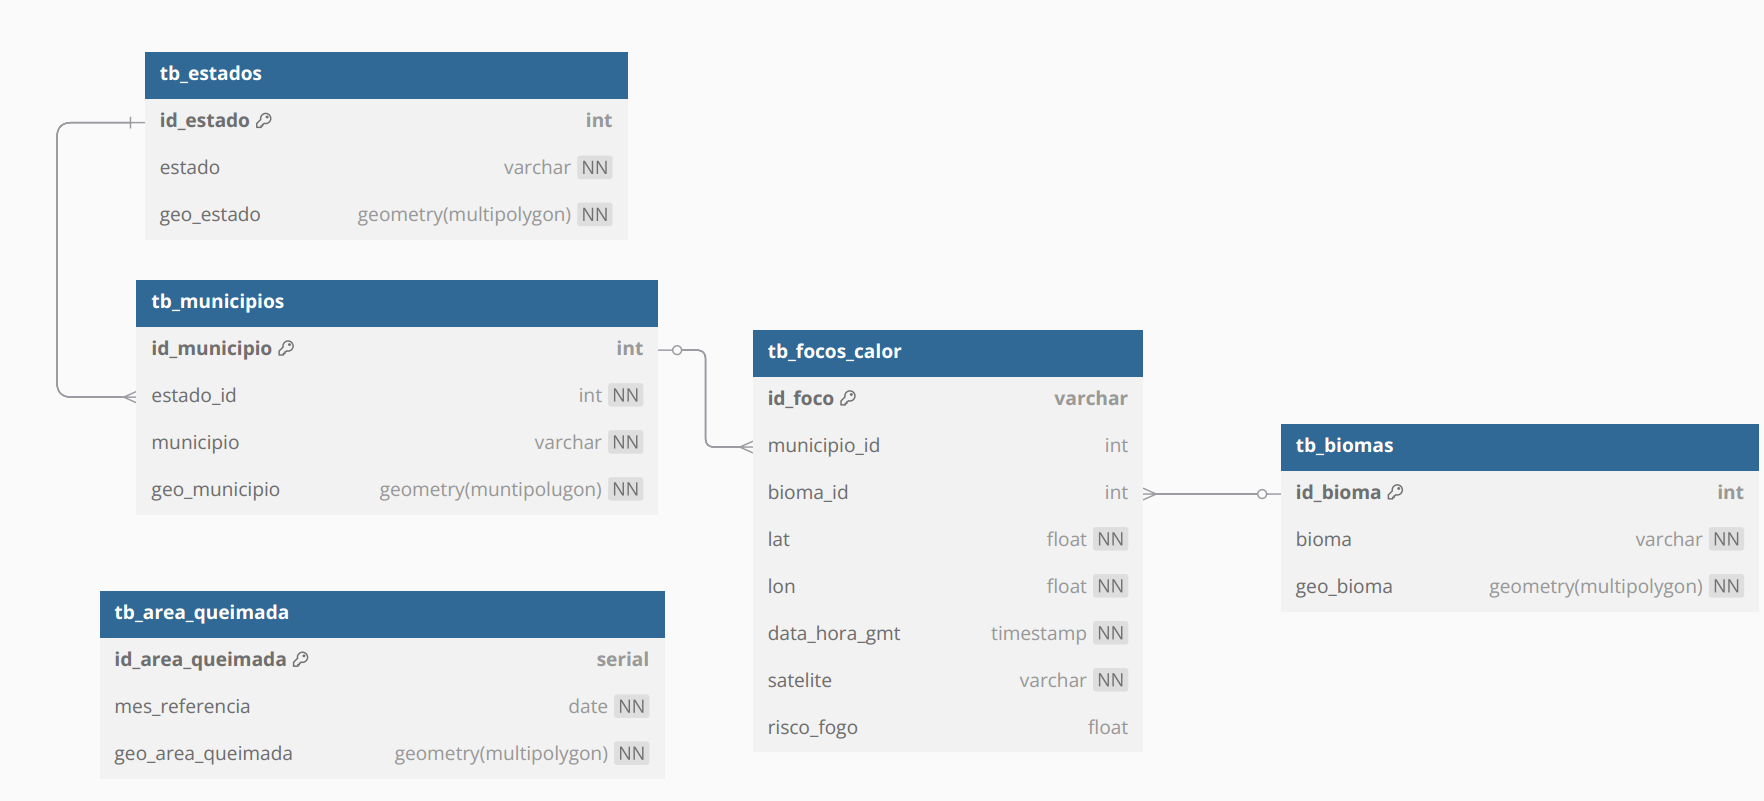 tb_estados
id_estado int
estado varchar NN
geo_estado geometry(multipolygon) NN
tb_municipios
id_municipio int
estado_id int NN
municipio varchar NN
geo_municipio geometry(muntipolugon) NN
tb_area_queimada
id_area_queimada serial
mes_referencia date NN
geo_area_queimada geometry(multipolygon) NN
tb_focos_calor
id_foco varchar
municipio_id int
bioma_id int
lat float NN
lon float NN
data_hora_gmt timestamp NN
satelite varchar NN
risco_fogo float
tb_biomas
id_bioma int
bioma varchar NN
geo_bioma geometry(multipolygon) NN